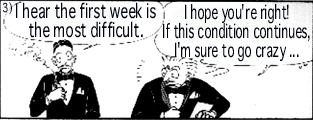 3) I hear the first week is
the most difficult.
I hope you're right!
If this condition continues,
I'm sure to go crazy ...